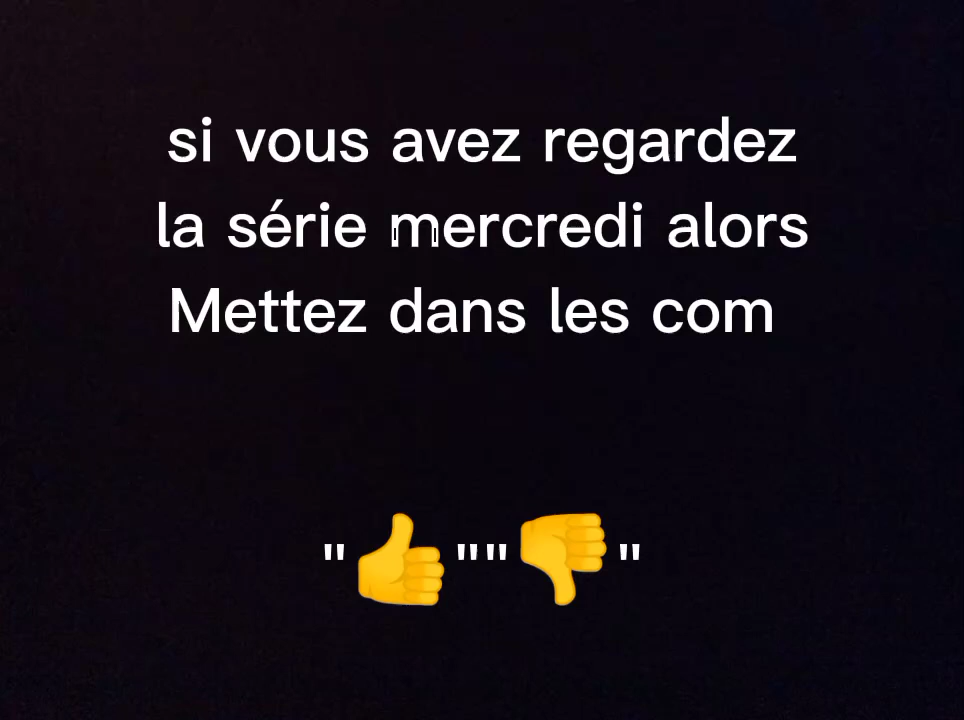 si vous avez regardez
la série mercredi alors
Mettez dans les com
"👍""👎"